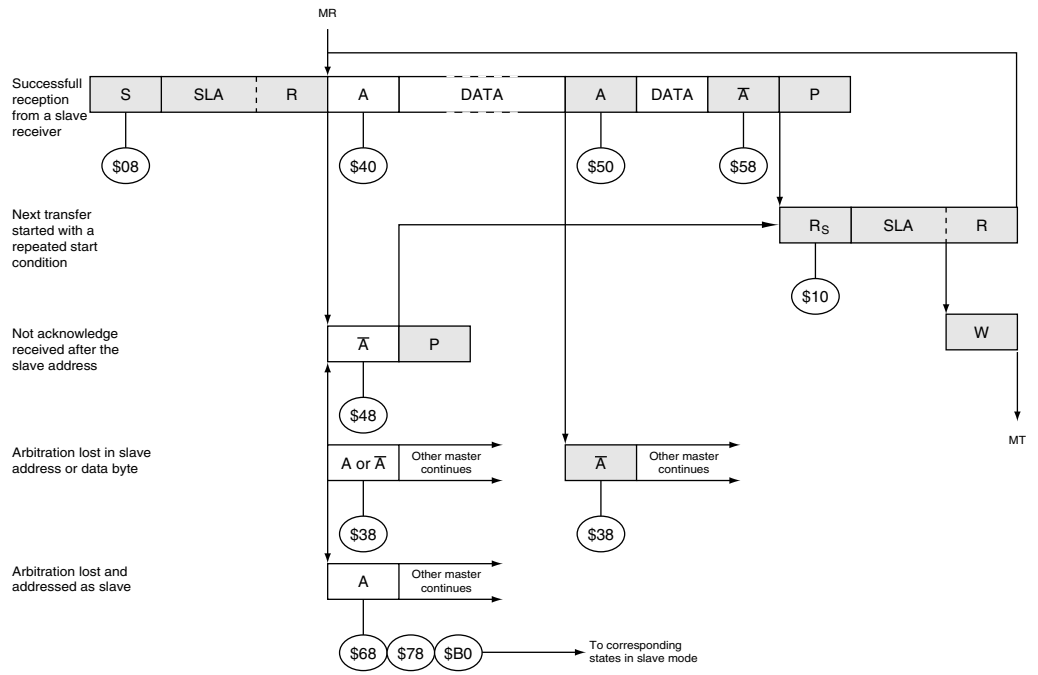 MR
Successfull
reception
from a slave
receiver
S SLA R A DATA A DATA A̅ P
$08 $40 $50 $58
Next transfer
started with a
repeated start
condition
RS SLA R
$10
Not acknowledge
received after the
slave address
A̅ P
W
$48
MT
Arbitration lost in slave
address or data byte
A or A̅
Other master
continues
A̅
Other master
continues
$38 $38
Arbitration lost and
addressed as slave
A
Other master
continues
$68 $78 $B0
To corresponding
states in slave mode